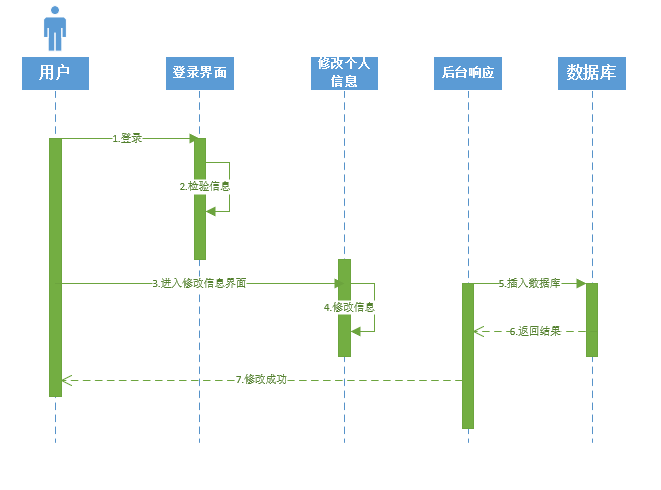 用户
登录界面
修改个人
信息
后台响应
数据库
1.登录
2.检验信息
3.进入修改信息界面
4.修改信息
5.插入数据库
6.返回结果
7.修改成功